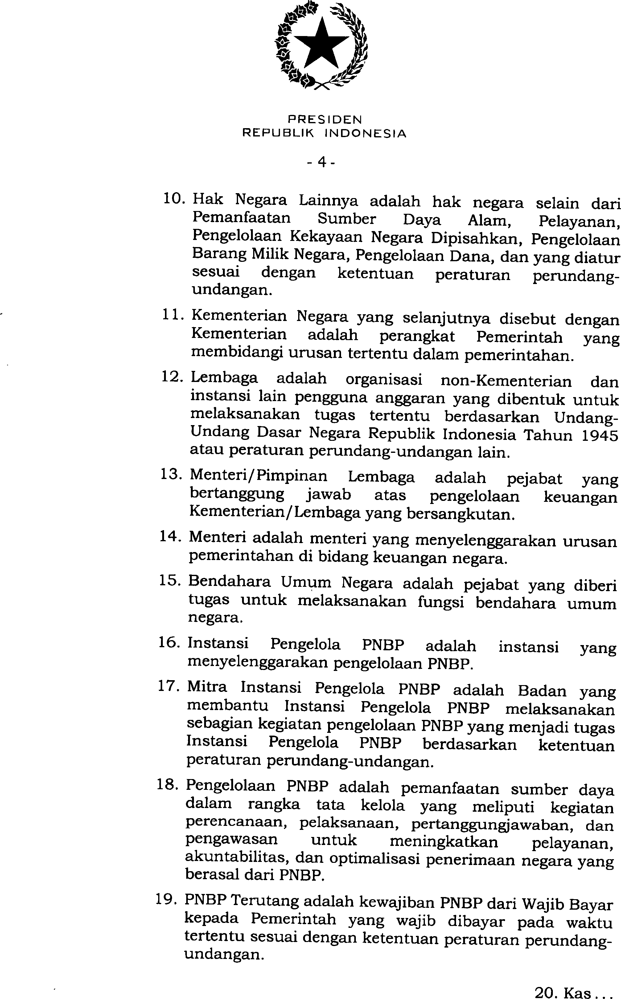 PRESIDEN
REPUBLIK INDONESIA
- 4 -
10. Hak Negara Lainnya adalah hak negara selain dari
Pemanfaatan Sumber Daya Alam, Pelayanan,
Pengelolaan Kekayaan Negara Dipisahkan, Pengelolaan
Barang Milik Negara, Pengelolaan Dana, dan yang diatur
sesuai dengan ketentuan peraturan perundang-
undangan.
11. Kementerian Negara yang selanjutnya disebut dengan
Kementerian adalah perangkat Pemerintah yang
membidangi urusan tertentu dalam pemerintahan.
12. Lembaga adalah organisasi non-Kementerian dan
instansi lain pengguna anggaran yang dibentuk untuk
melaksanakan tugas tertentu berdasarkan Undang-
Undang Dasar Negara Republik Indonesia Tahun 1945
atau peraturan perundang-undangan lain.
13. Menteri/Pimpinan Lembaga adalah pejabat yang
bertanggung jawab atas pengelolaan keuangan
Kementerian/Lembaga yang bersangkutan.
14. Menteri adalah menteri yang menyelenggarakan urusan
pemerintahan di bidang keuangan negara.
15. Bendahara Umum Negara adalah pejabat yang diberi
tugas untuk melaksanakan fungsi bendahara umum
negara.
16. Instansi Pengelola PNBP adalah instansi yang
menyelenggarakan pengelolaan PNBP.
17. Mitra Instansi Pengelola PNBP adalah Badan yang
membantu Instansi Pengelola PNBP melaksanakan
sebagian kegiatan pengelolaan PNBP yang menjadi tugas
Instansi Pengelola PNBP berdasarkan ketentuan
peraturan perundang-undangan.
18. Pengelolaan PNBP adalah pemanfaatan sumber daya
dalam rangka tata kelola yang meliputi kegiatan
perencanaan, pelaksanaan, pertanggungjawaban, dan
pengawasan untuk meningkatkan pelayanan,
akuntabilitas, dan optimalisasi penerimaan negara yang
berasal dari PNBP.
19. PNBP Terutang adalah kewajiban PNBP dari Wajib Bayar
kepada Pemerintah yang wajib dibayar pada waktu
tertentu sesuai dengan ketentuan peraturan perundang-
undangan.
20. Kas . . .